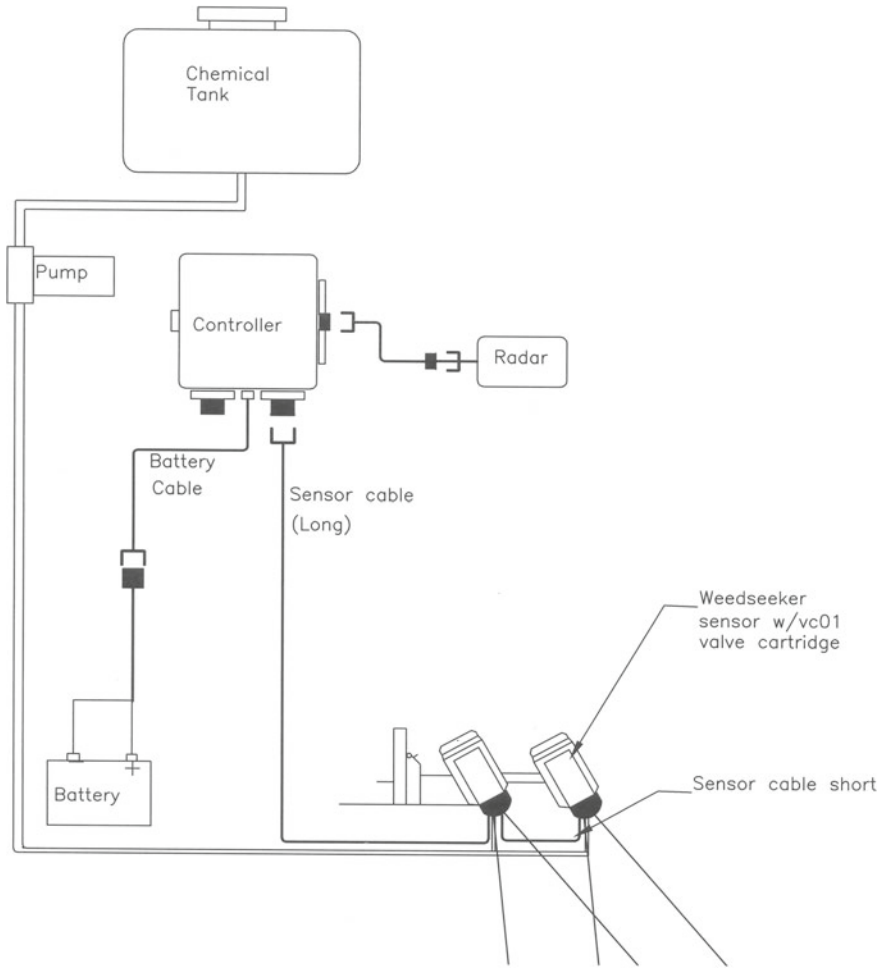 Chemical
Tank
Pump
Controller
Radar
Battery
Cable
Sensor cable
(Long)
Weedseeker
sensor w/vc01
valve cartridge
Sensor cable short
Battery